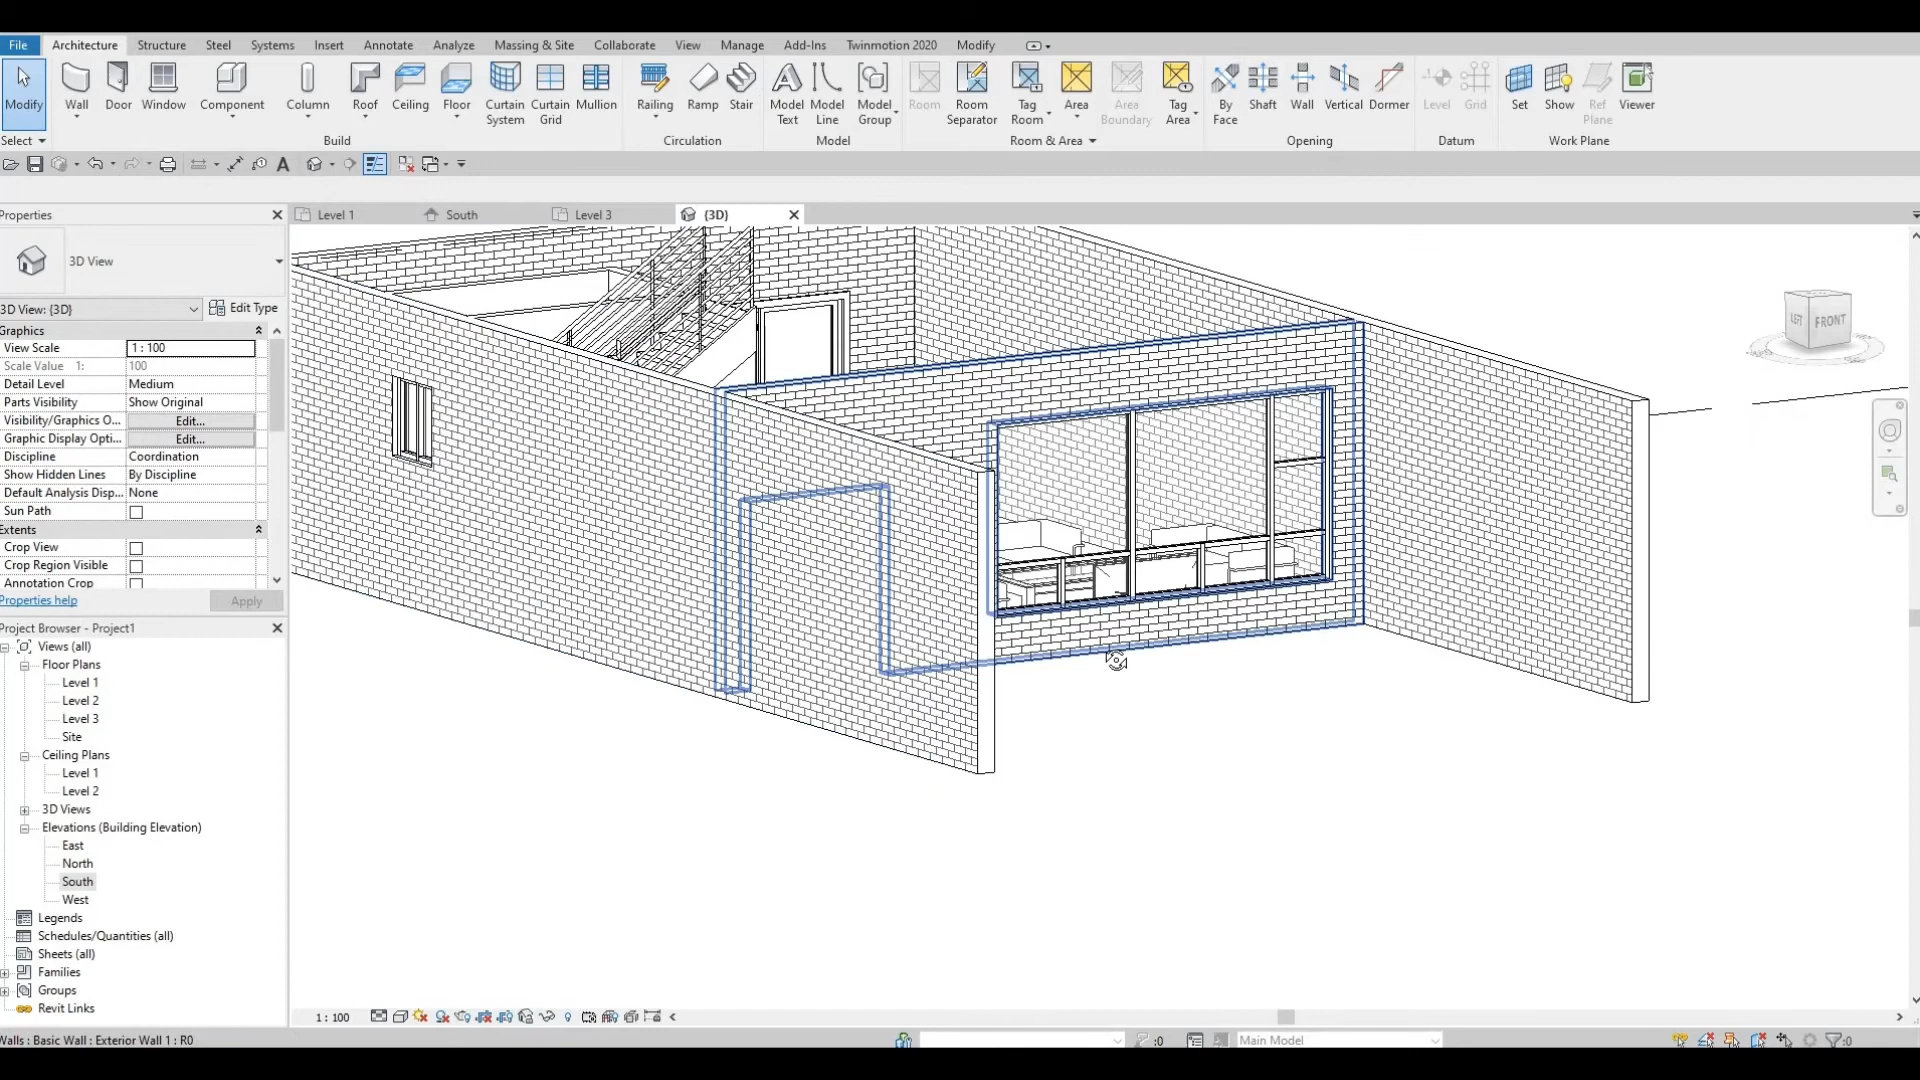 File Architecture Structure Steel Systems Insert Annotate Analyze Massing & Site Collaborate View Manage Add-Ins Twinmotion 2020 Modify
Modify Wall Door Window Component Column Roof Ceiling Floor Curtain System Curtain Grid Mullion Railing Ramp Stair Model Text Model Line Model Group Room Room Separator Tag Room Area Area Boundary Tag Area By Face Shaft Wall Vertical Dormer Level Grid Set Show Ref Plane Viewer
Select Build Circulation Model Room & Area Opening Datum Work Plane
Properties
Level 1 South Level 3 {3D}
3D View
3D View: {3D} Edit Type
Graphics
View Scale 1 : 100
Scale Value 1: 100
Detail Level Medium
Parts Visibility Show Original
Visibility/Graphics O... Edit...
Graphic Display Opti... Edit...
Discipline Coordination
Show Hidden Lines By Discipline
Default Analysis Disp... None
Sun Path
Extents
Crop View
Crop Region Visible
Annotation Crop
Properties help Apply
Project Browser - Project1
Views (all)
Floor Plans
Level 1
Level 2
Level 3
Site
Ceiling Plans
Level 1
Level 2
3D Views
Elevations (Building Elevation)
East
North
South
West
Legends
Schedules/Quantities (all)
Sheets (all)
Families
Groups
Revit Links
LEFT FRONT
1 : 100
Walls : Basic Wall : Exterior Wall 1 : R0 :0 Main Model :0